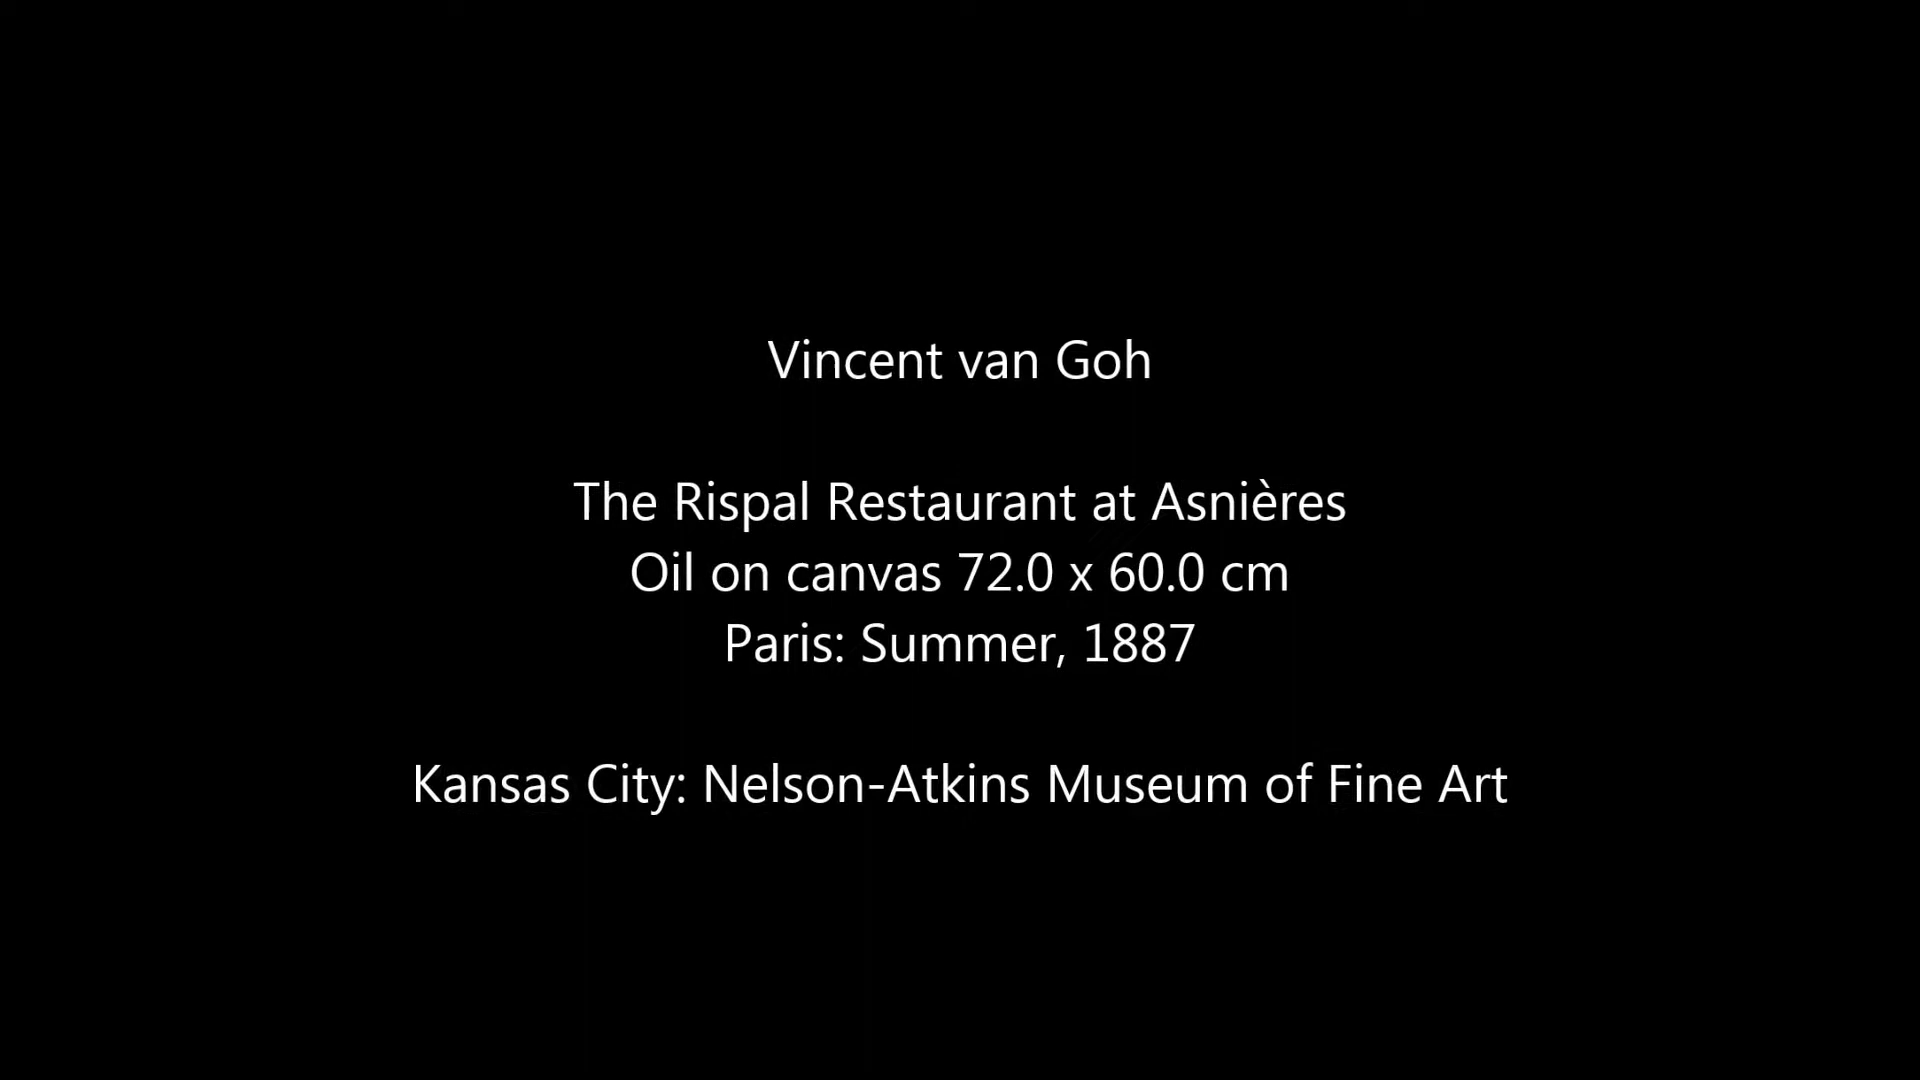 Vincent van Goh
The Rispal Restaurant at Asnières
Oil on canvas 72.0 x 60.0 cm
Paris: Summer, 1887
Kansas City: Nelson-Atkins Museum of Fine Art